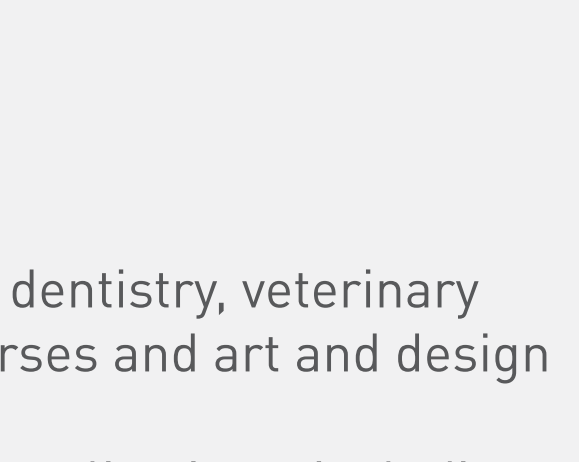 dentistry, veterinary
rses and art and design